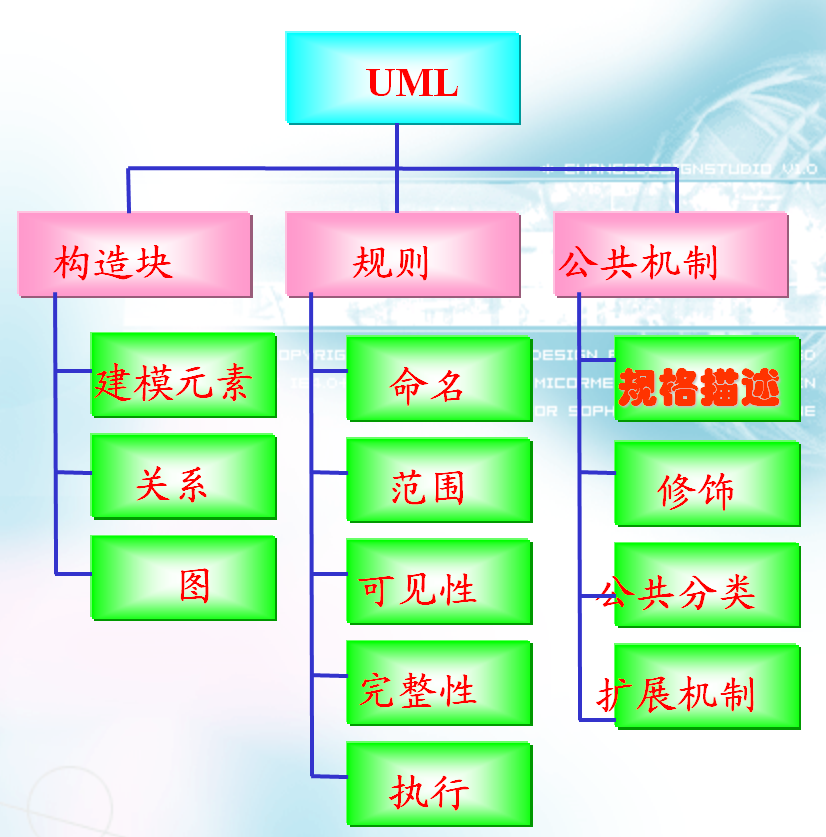 UML
构造块
规则
公共机制
建模元素
关系
图
命名
范围
可见性
完整性
执行
规格描述
修饰
公共分类
扩展机制